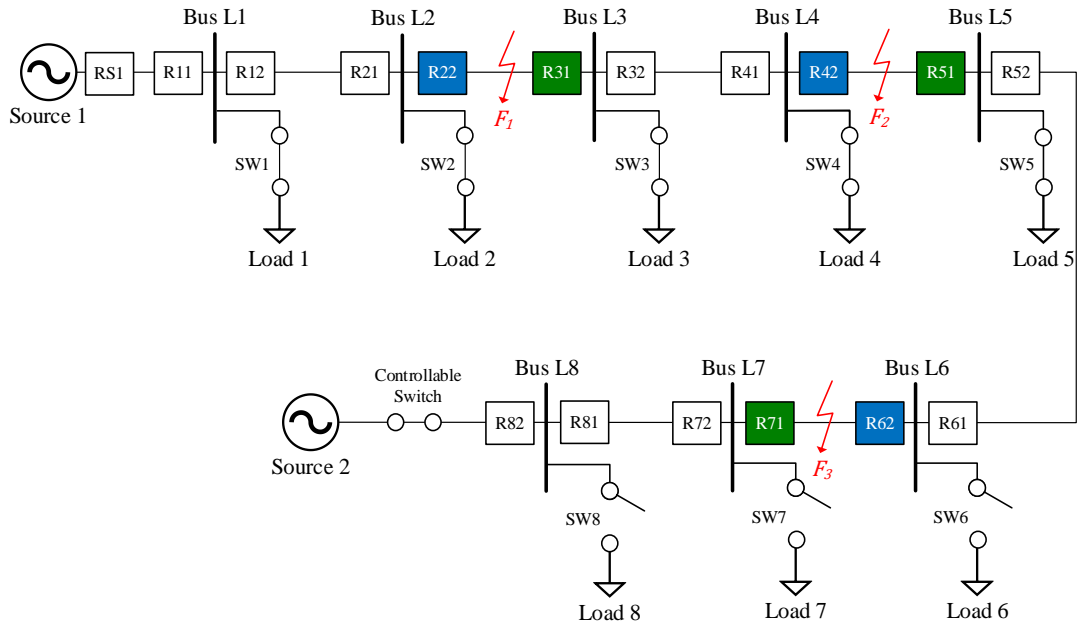 Bus L1
Bus L2
Bus L3
Bus L4
Bus L5
RS1
R11
R12
R21
R22
R31
R32
R41
R42
R51
R52
Source 1
F1
F2
SW1
SW2
SW3
SW4
SW5
Load 1
Load 2
Load 3
Load 4
Load 5
Bus L8
Bus L7
Bus L6
Controllable
Switch
R82
R81
R72
R71
R62
R61
Source 2
F3
SW8
SW7
SW6
Load 8
Load 7
Load 6